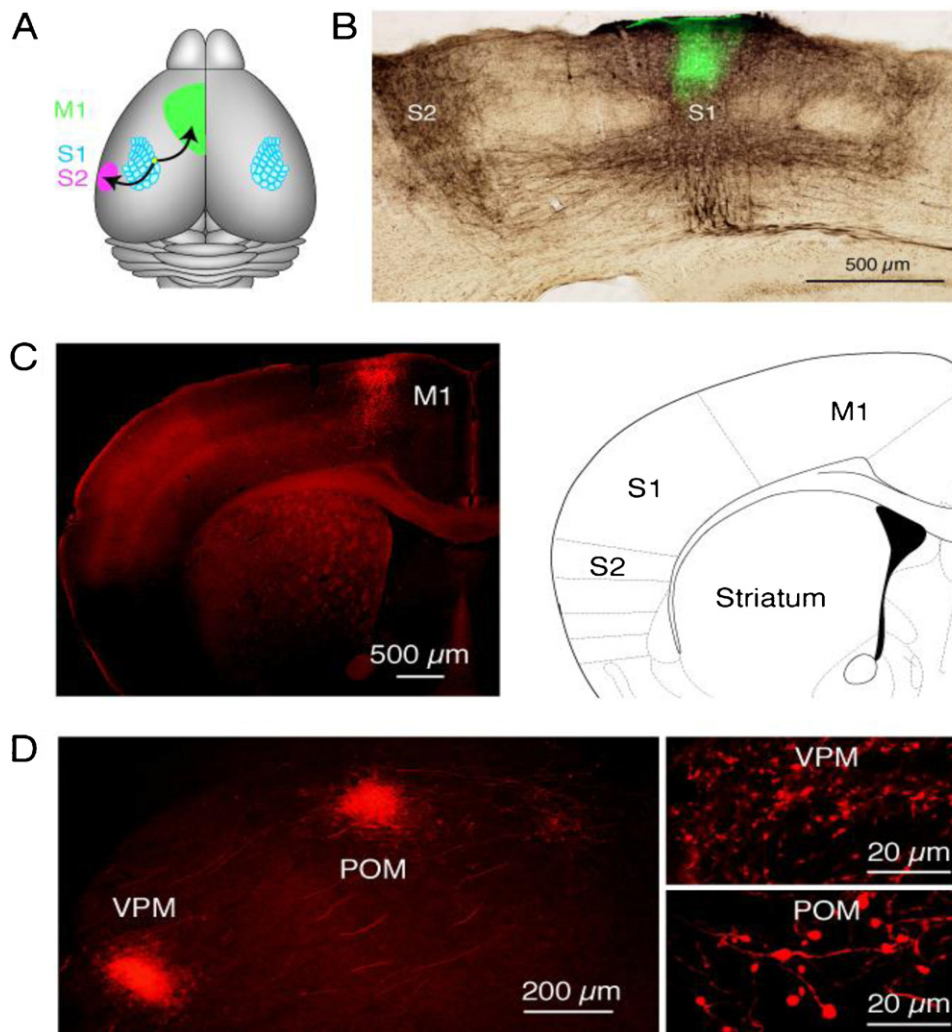 A
M1
S1
S2
B
S2
S1
500 µm
C
M1
500 µm
M1
S1
S2
Striatum
D
POM
VPM
200 µm
VPM
20 µm
POM
20 µm